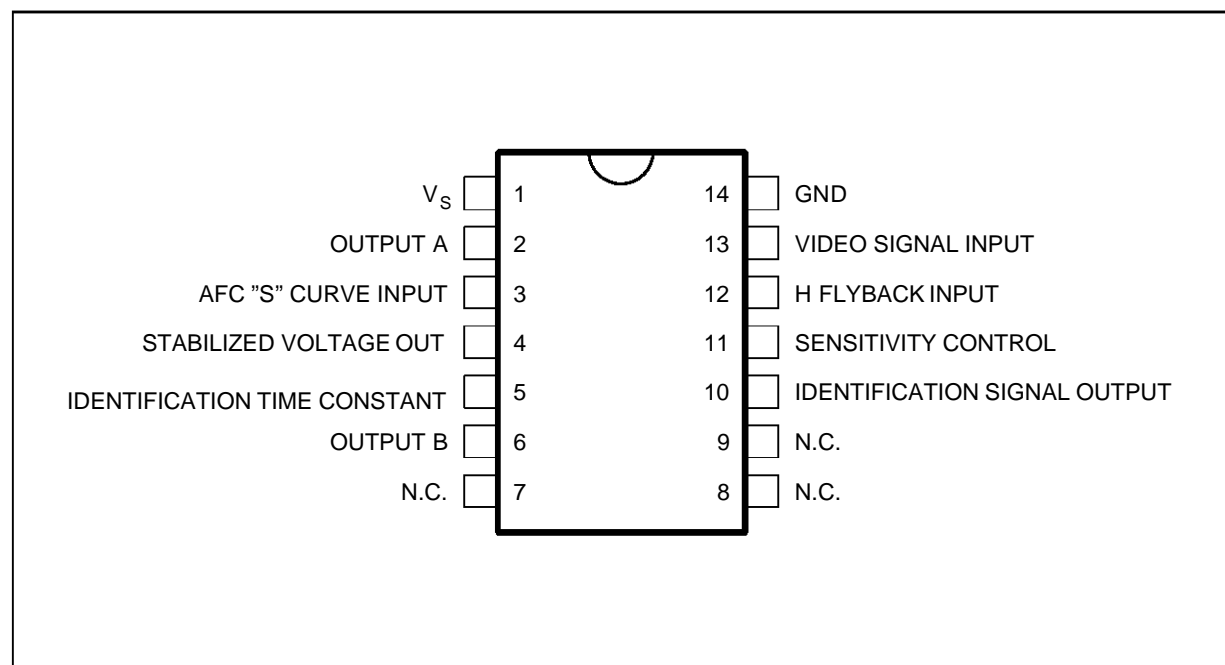 V_S 1 14 GND
OUTPUT A 2 13 VIDEO SIGNAL INPUT
AFC ”S” CURVE INPUT 3 12 H FLYBACK INPUT
STABILIZED VOLTAGE OUT 4 11 SENSITIVITY CONTROL
IDENTIFICATION TIME CONSTANT 5 10 IDENTIFICATION SIGNAL OUTPUT
OUTPUT B 6 9 N.C.
N.C. 7 8 N.C.